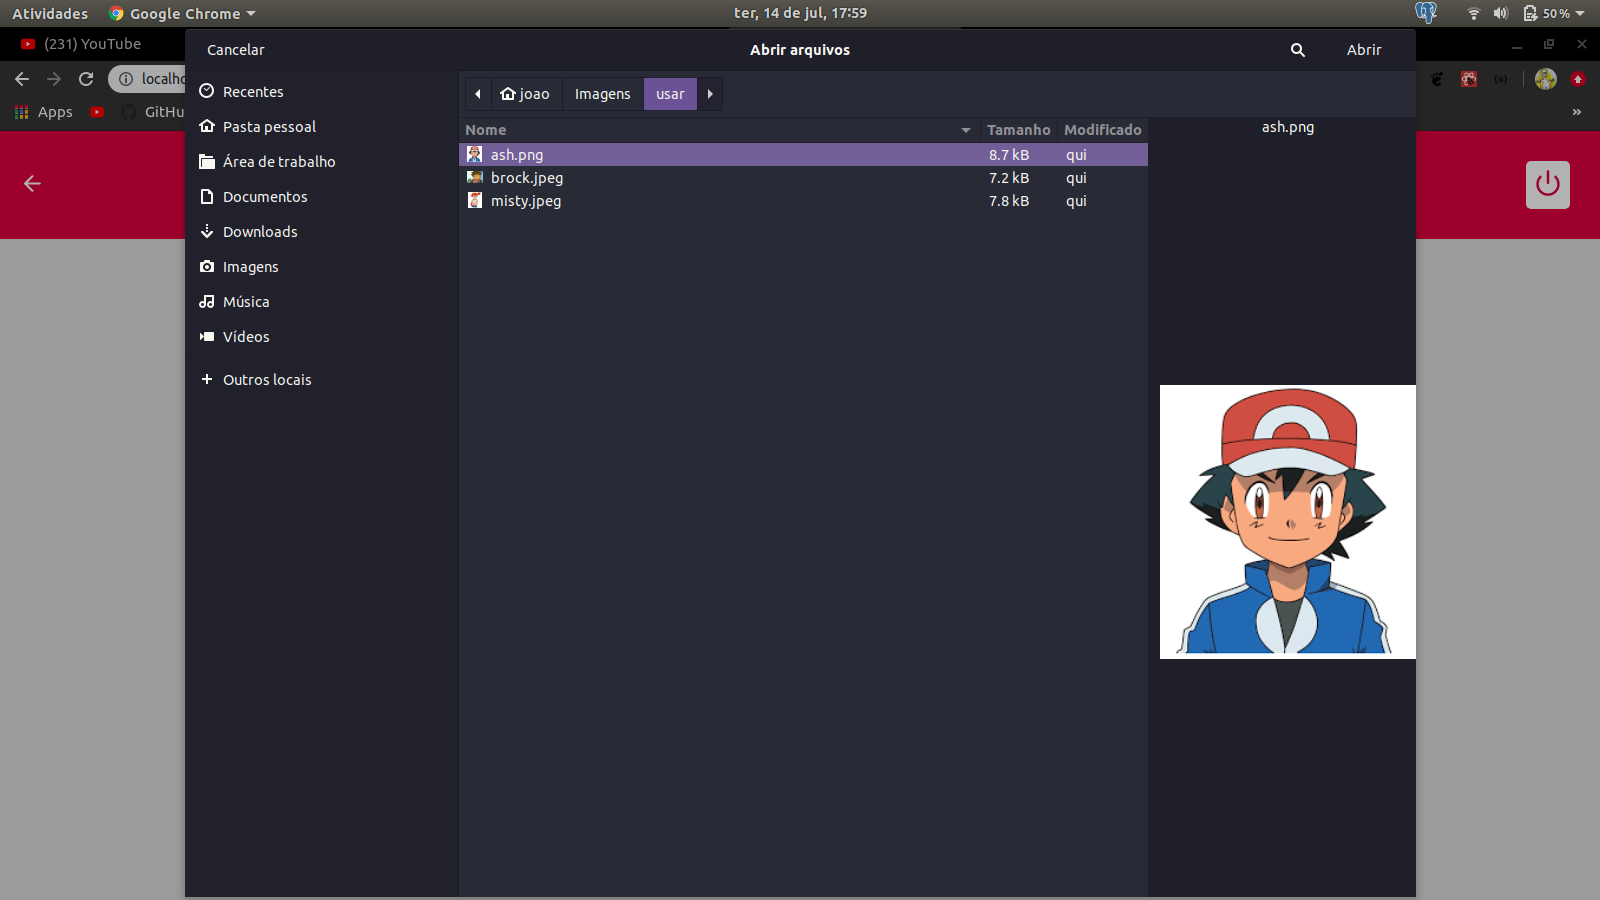 Atividades Google Chrome ter, 14 de jul, 17:59 50 %
(231) YouTube
Cancelar Abrir arquivos Abrir
localho
Apps GitHu »
Recentes
Pasta pessoal
Área de trabalho
Documentos
Downloads
Imagens
Música
Vídeos
Outros locais
joao Imagens usar
Nome Tamanho Modificado
ash.png 8.7 kB qui
brock.jpeg 7.2 kB qui
misty.jpeg 7.8 kB qui
ash.png